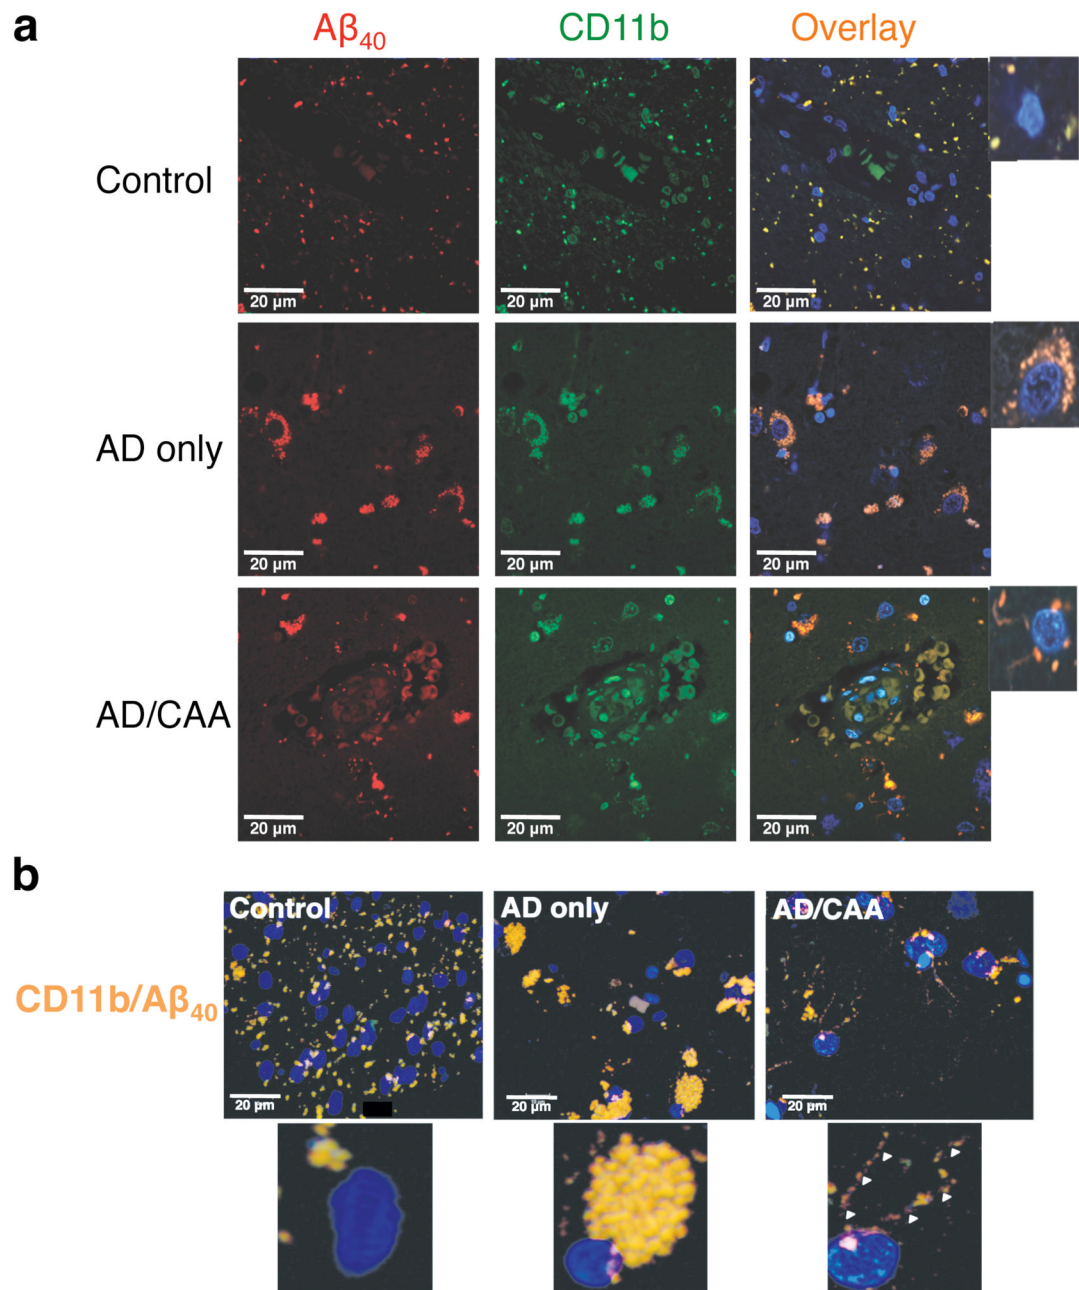 a
Aβ40 CD11b Overlay
Control
20 µm 20 µm 20 µm
AD only
20 µm 20 µm 20 µm
AD/CAA
20 µm 20 µm 20 µm
b
Control AD only AD/CAA
CD11b/Aβ40
20 µm 20 µm 20 µm